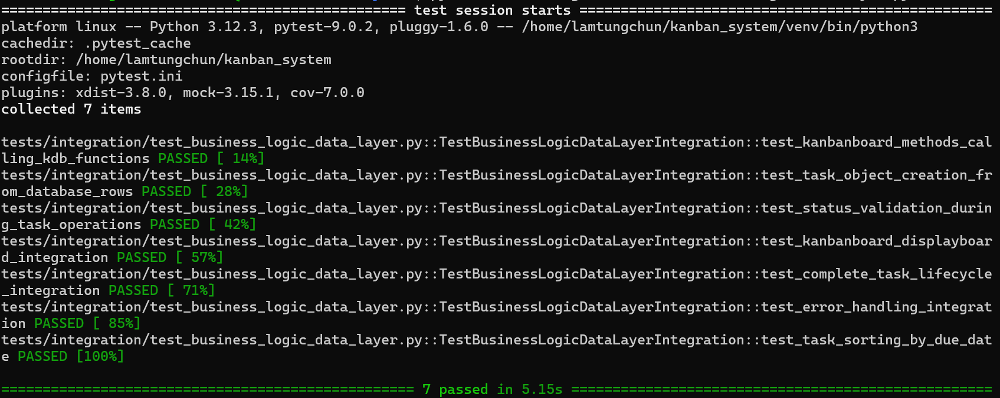 ================================================= test session starts ==================================================
platform linux -- Python 3.12.3, pytest-9.0.2, pluggy-1.6.0 -- /home/lamtungchun/kanban_system/venv/bin/python3
cachedir: .pytest_cache
rootdir: /home/lamtungchun/kanban_system
configfile: pytest.ini
plugins: xdist-3.8.0, mock-3.15.1, cov-7.0.0
collected 7 items
tests/integration/test_business_logic_data_layer.py::TestBusinessLogicDataLayerIntegration::test_kanbanboard_methods_cal
ling_kdb_functions PASSED [ 14%]
tests/integration/test_business_logic_data_layer.py::TestBusinessLogicDataLayerIntegration::test_task_object_creation_fr
om_database_rows PASSED [ 28%]
tests/integration/test_business_logic_data_layer.py::TestBusinessLogicDataLayerIntegration::test_status_validation_durin
g_task_operations PASSED [ 42%]
tests/integration/test_business_logic_data_layer.py::TestBusinessLogicDataLayerIntegration::test_kanbanboard_displayboar
d_integration PASSED [ 57%]
tests/integration/test_business_logic_data_layer.py::TestBusinessLogicDataLayerIntegration::test_complete_task_lifecycle
_integration PASSED [ 71%]
tests/integration/test_business_logic_data_layer.py::TestBusinessLogicDataLayerIntegration::test_error_handling_integrat
ion PASSED [ 85%]
tests/integration/test_business_logic_data_layer.py::TestBusinessLogicDataLayerIntegration::test_task_sorting_by_due_dat
e PASSED [100%]
================================================== 7 passed in 5.15s ===================================================